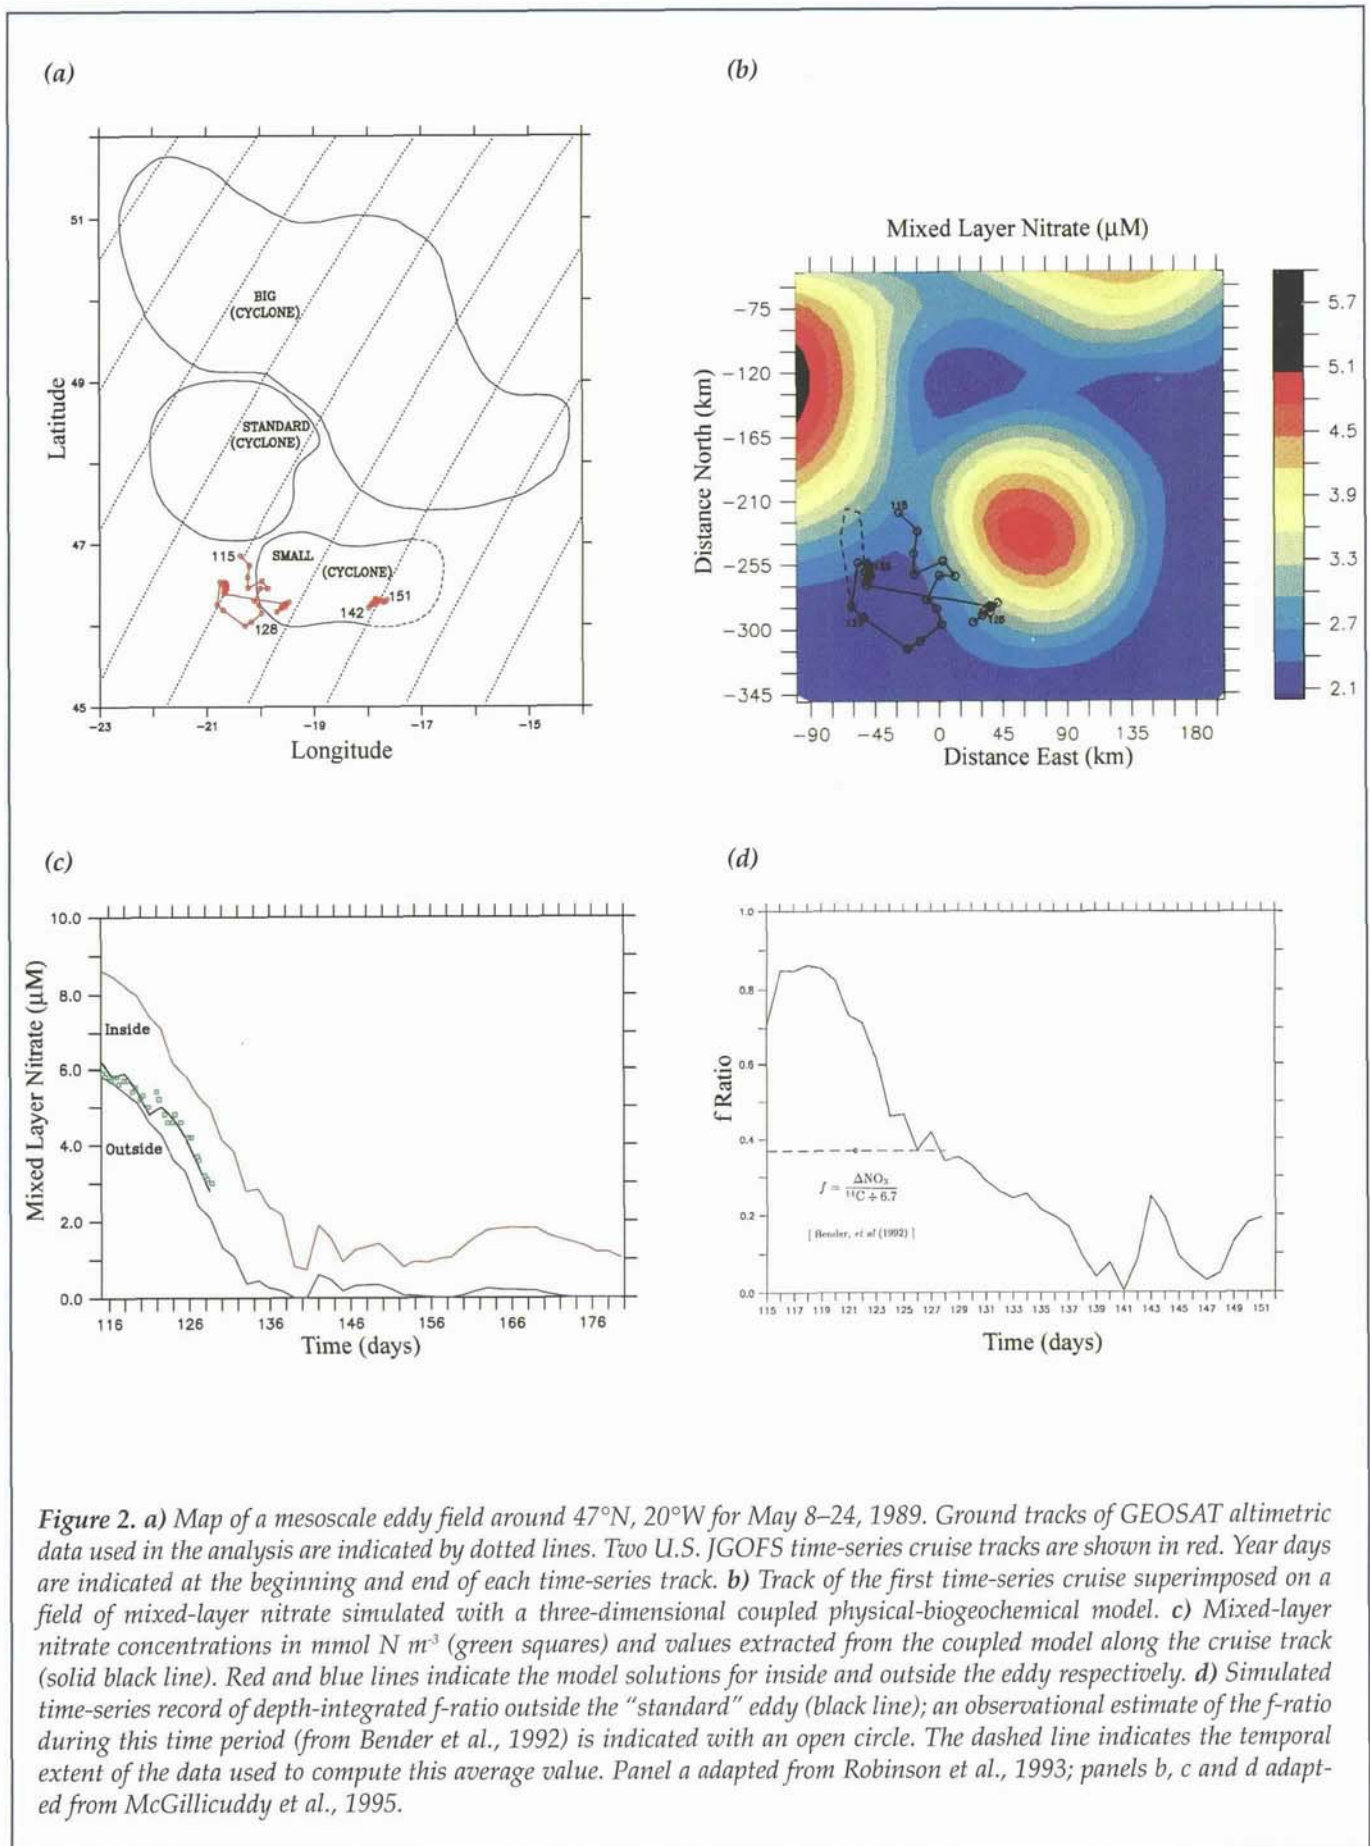 (a)
51
49
47
45
Latitude
BIG
(CYCLONE)
STANDARD
(CYCLONE)
SMALL
(CYCLONE)
115
128
142
151
-23
-21
-19
-17
-15
Longitude
(b)
Mixed Layer Nitrate (μM)
-75
-120
-165
-210
-255
-300
-345
Distance North (km)
115
-90
-45
0
45
90
135
180
Distance East (km)
5.7
5.1
4.5
3.9
3.3
2.7
2.1
(c)
10.0
8.0
6.0
4.0
2.0
0.0
Mixed Layer Nitrate (μM)
Inside
Outside
116
126
136
146
156
166
176
Time (days)
(d)
1.0
0.8
0.6
0.4
0.2
0.0
f Ratio
f = ΔNO₃ / ¹⁴C ÷ 6.7
[ Bender, et al (1992) ]
115 117 119 121 123 125 127 129 131 133 135 137 139 141 143 145 147 149 151
Time (days)
Figure 2. a) Map of a mesoscale eddy field around 47°N, 20°W for May 8–24, 1989. Ground tracks of GEOSAT altimetric
data used in the analysis are indicated by dotted lines. Two U.S. JGOFS time-series cruise tracks are shown in red. Year days
are indicated at the beginning and end of each time-series track. b) Track of the first time-series cruise superimposed on a
field of mixed-layer nitrate simulated with a three-dimensional coupled physical-biogeochemical model. c) Mixed-layer
nitrate concentrations in mmol N m⁻³ (green squares) and values extracted from the coupled model along the cruise track
(solid black line). Red and blue lines indicate the model solutions for inside and outside the eddy respectively. d) Simulated
time-series record of depth-integrated f-ratio outside the "standard" eddy (black line); an observational estimate of the f-ratio
during this time period (from Bender et al., 1992) is indicated with an open circle. The dashed line indicates the temporal
extent of the data used to compute this average value. Panel a adapted from Robinson et al., 1993; panels b, c and d adapt-
ed from McGillicuddy et al., 1995.